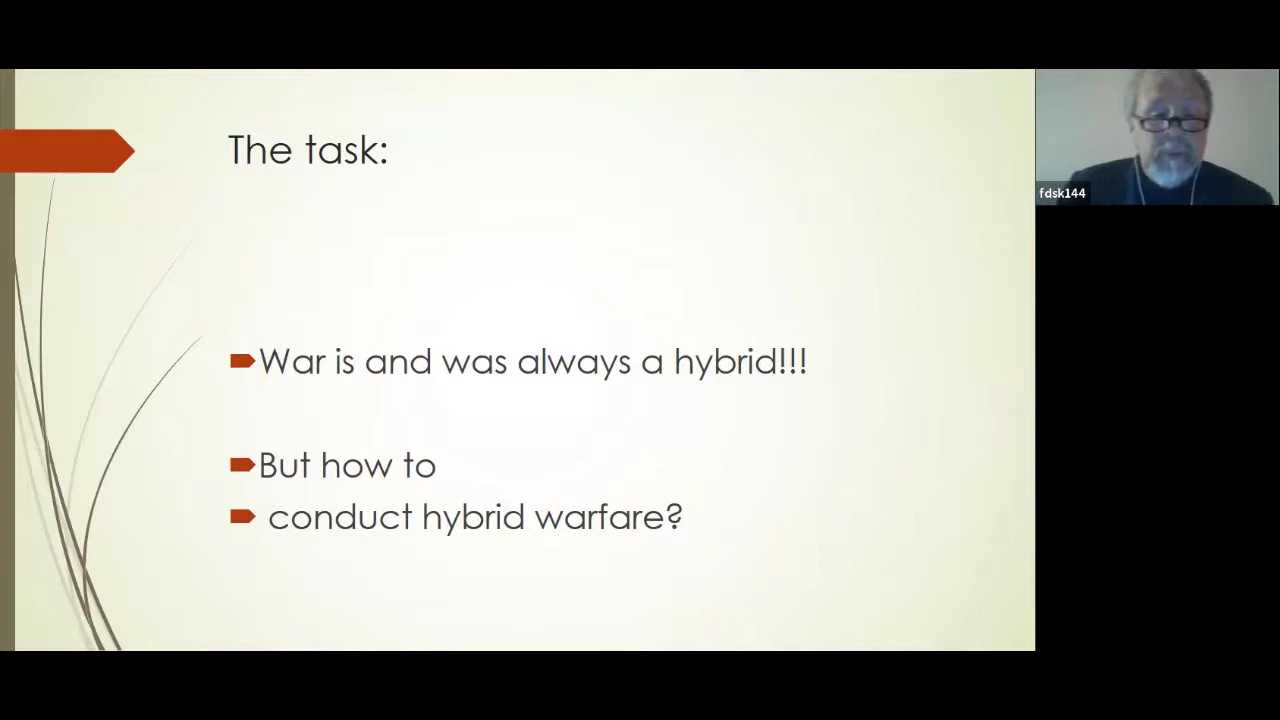 The task:
War is and was always a hybrid!!!
But how to
conduct hybrid warfare?
fdsk144